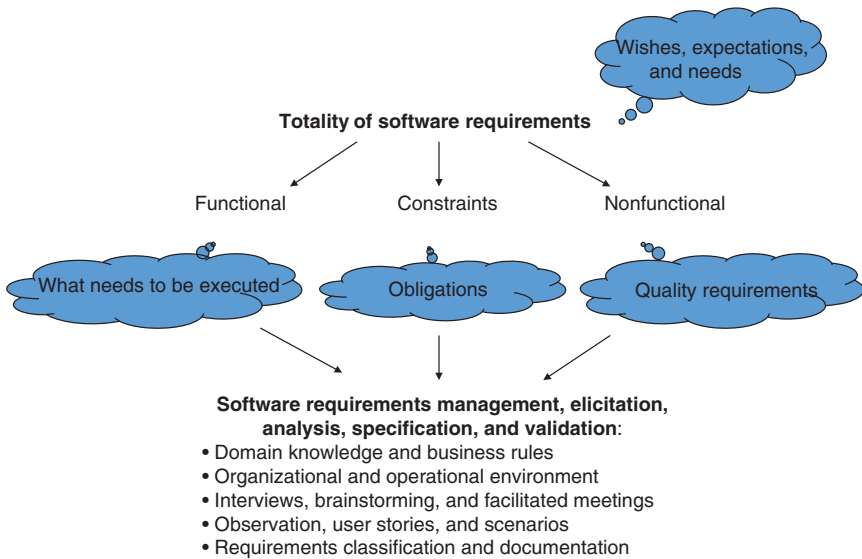 Wishes, expectations,
and needs
Totality of software requirements
Functional
Constraints
Nonfunctional
What needs to be executed
Obligations
Quality requirements
Software requirements management, elicitation,
analysis, specification, and validation:
• Domain knowledge and business rules
• Organizational and operational environment
• Interviews, brainstorming, and facilitated meetings
• Observation, user stories, and scenarios
• Requirements classification and documentation